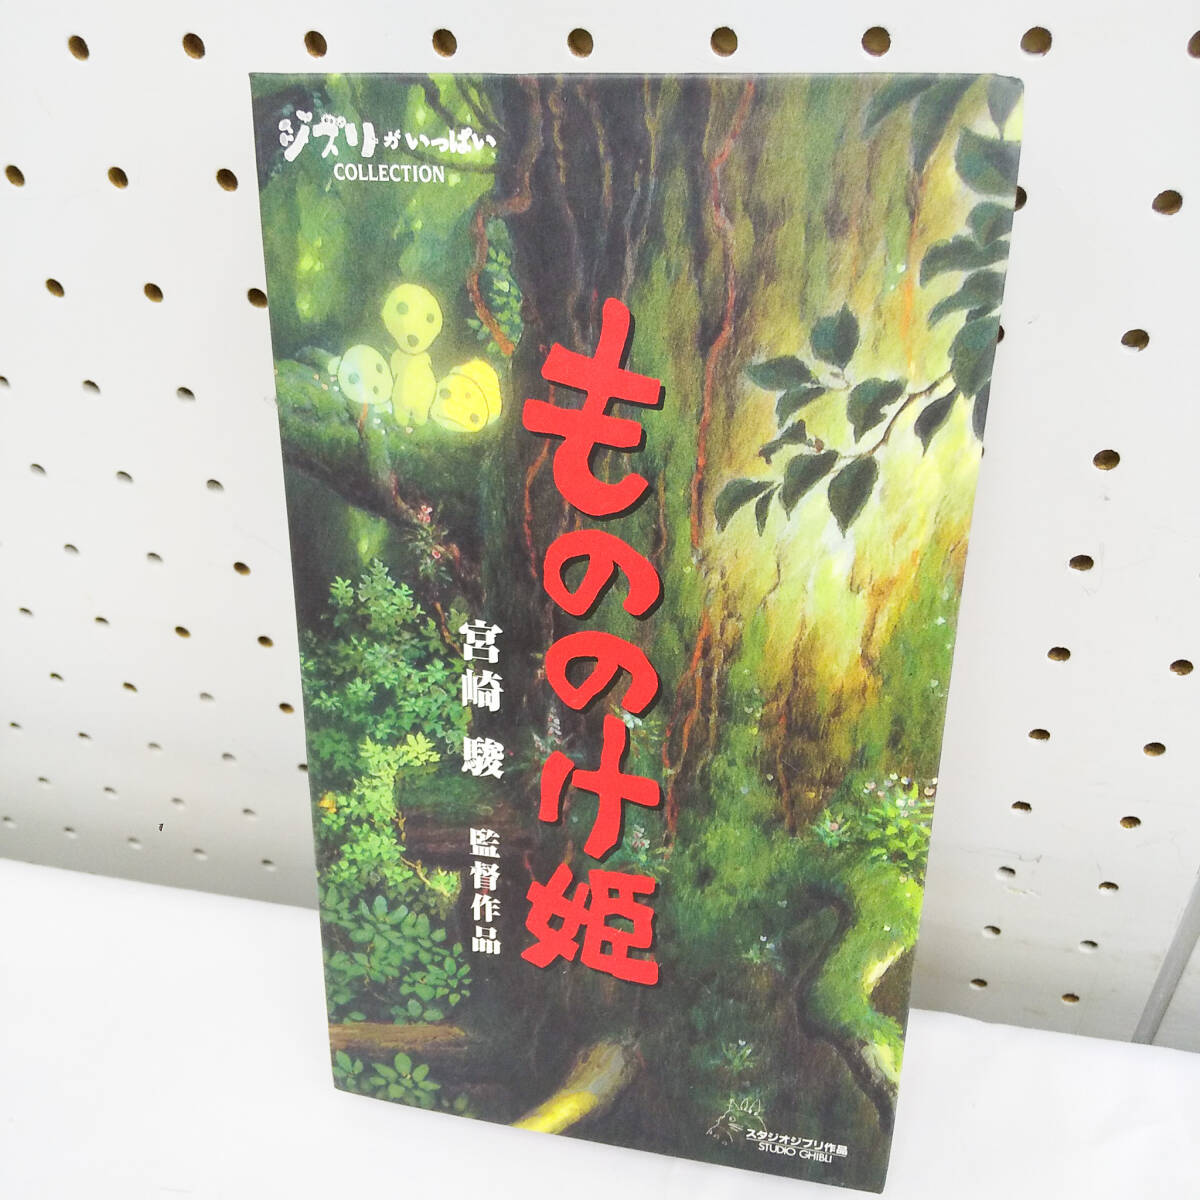 ジブリがいっぱい
COLLECTION
もののけ姫
宮崎 駿 監督作品
スタジオジブリ作品
STUDIO GHIBLI